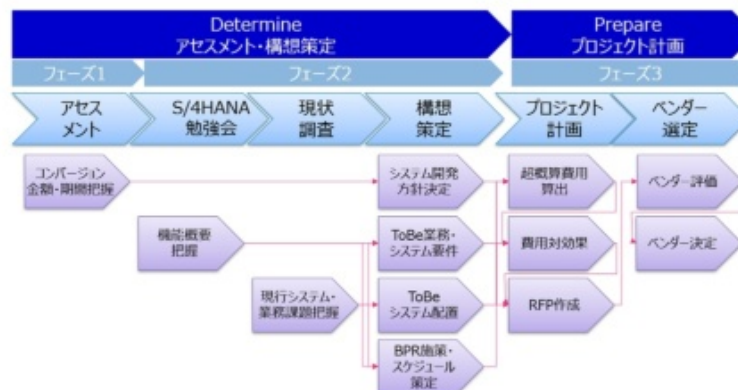 Determine
アセスメント・構想策定
Prepare
プロジェクト計画
フェーズ1
フェーズ2
フェーズ3
アセス
メント
S/4HANA
勉強会
現状
調査
構想
策定
プロジェクト
計画
ベンダー
選定
コンバージョン
金額・期間把握
システム開発
方針決定
超概算費用
算出
ベンダー評価
機能概要
把握
ToBe業務・
システム要件
費用対効果
ベンダー決定
現行システム・
業務課題把握
ToBe
システム配置
RFP作成
BPR施策・
スケジュール
策定